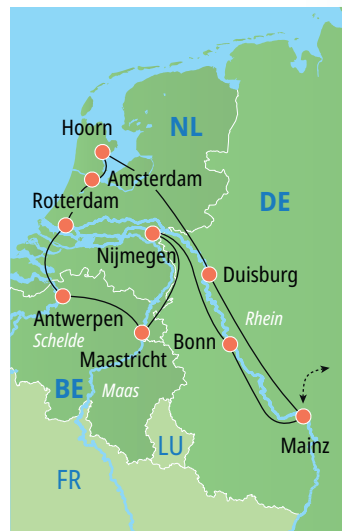 Hoorn
NL
Amsterdam
DE
Rotterdam
Nijmegen
Duisburg
Antwerpen
Rhein
Schelde
Bonn
Maastricht
BE
Maas
Mainz
LU
FR